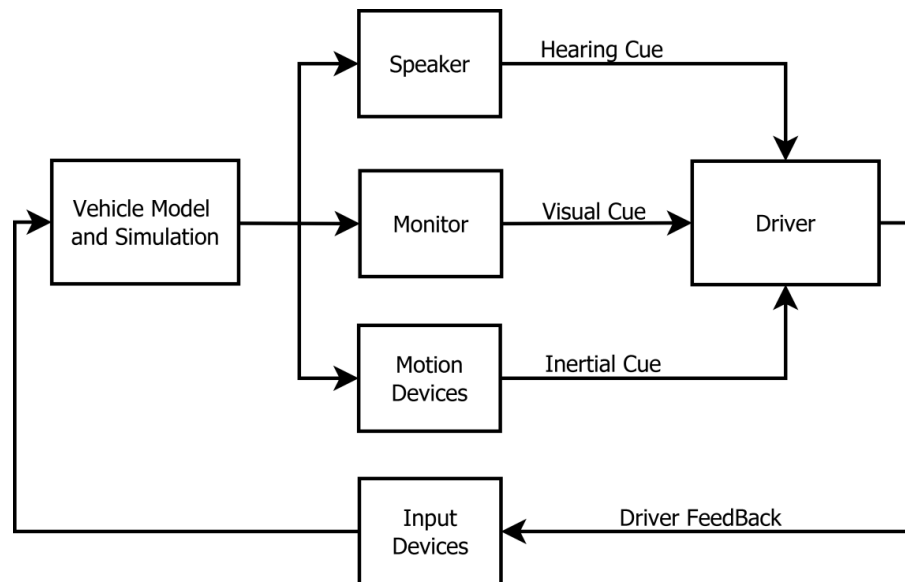 Speaker
Hearing Cue
Vehicle Model
and Simulation
Monitor
Visual Cue
Driver
Motion
Devices
Inertial Cue
Input
Devices
Driver FeedBack